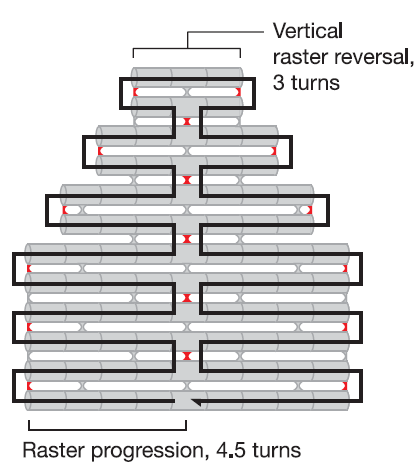 Vertical
raster reversal,
3 turns
Raster progression, 4.5 turns